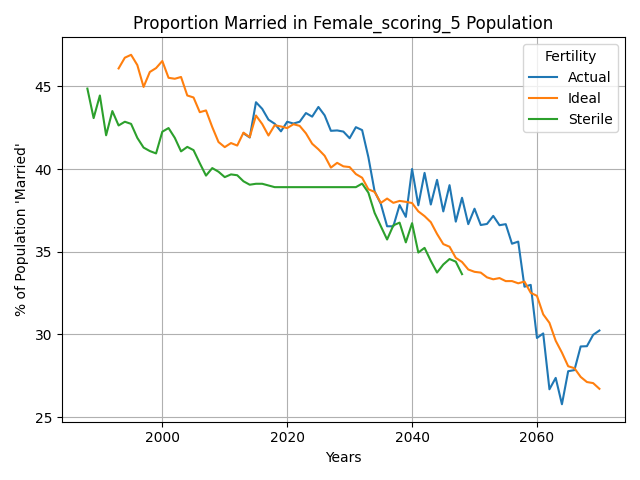 Proportion Married in Female_scoring_5 Population
Fertility
Actual
Ideal
Sterile
% of Population 'Married'
45
40
35
30
25
2000 2020 2040 2060
Years